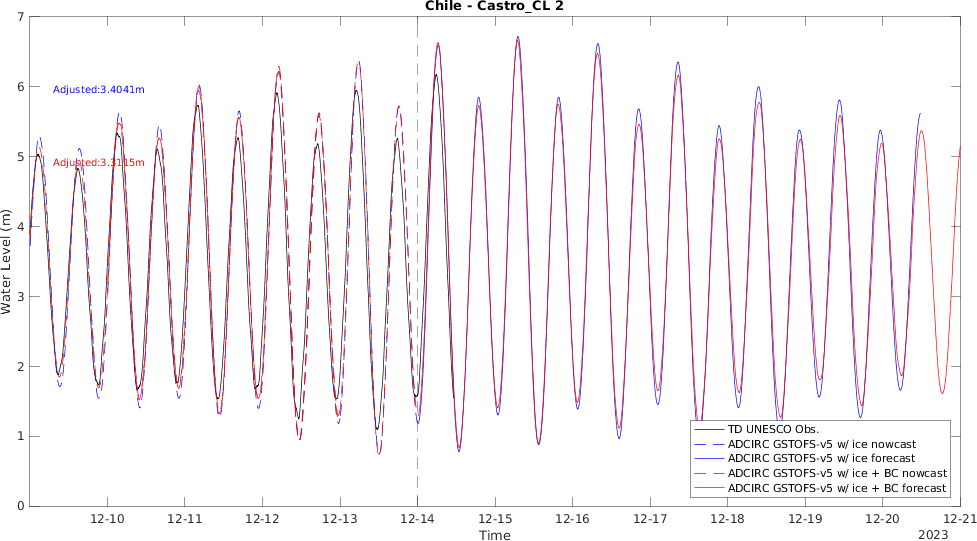 Chile - Castro_CL 2
7
6
5
4
3
2
1
0
Water Level (m)
Adjusted:3.4041m
Adjusted:3.3115m
TD UNESCO Obs.
ADCIRC GSTOFS-v5 w/ ice nowcast
ADCIRC GSTOFS-v5 w/ ice forecast
ADCIRC GSTOFS-v5 w/ ice + BC nowcast
ADCIRC GSTOFS-v5 w/ ice + BC forecast
12-10 12-11 12-12 12-13 12-14 12-15 12-16 12-17 12-18 12-19 12-20 12-21
Time
2023